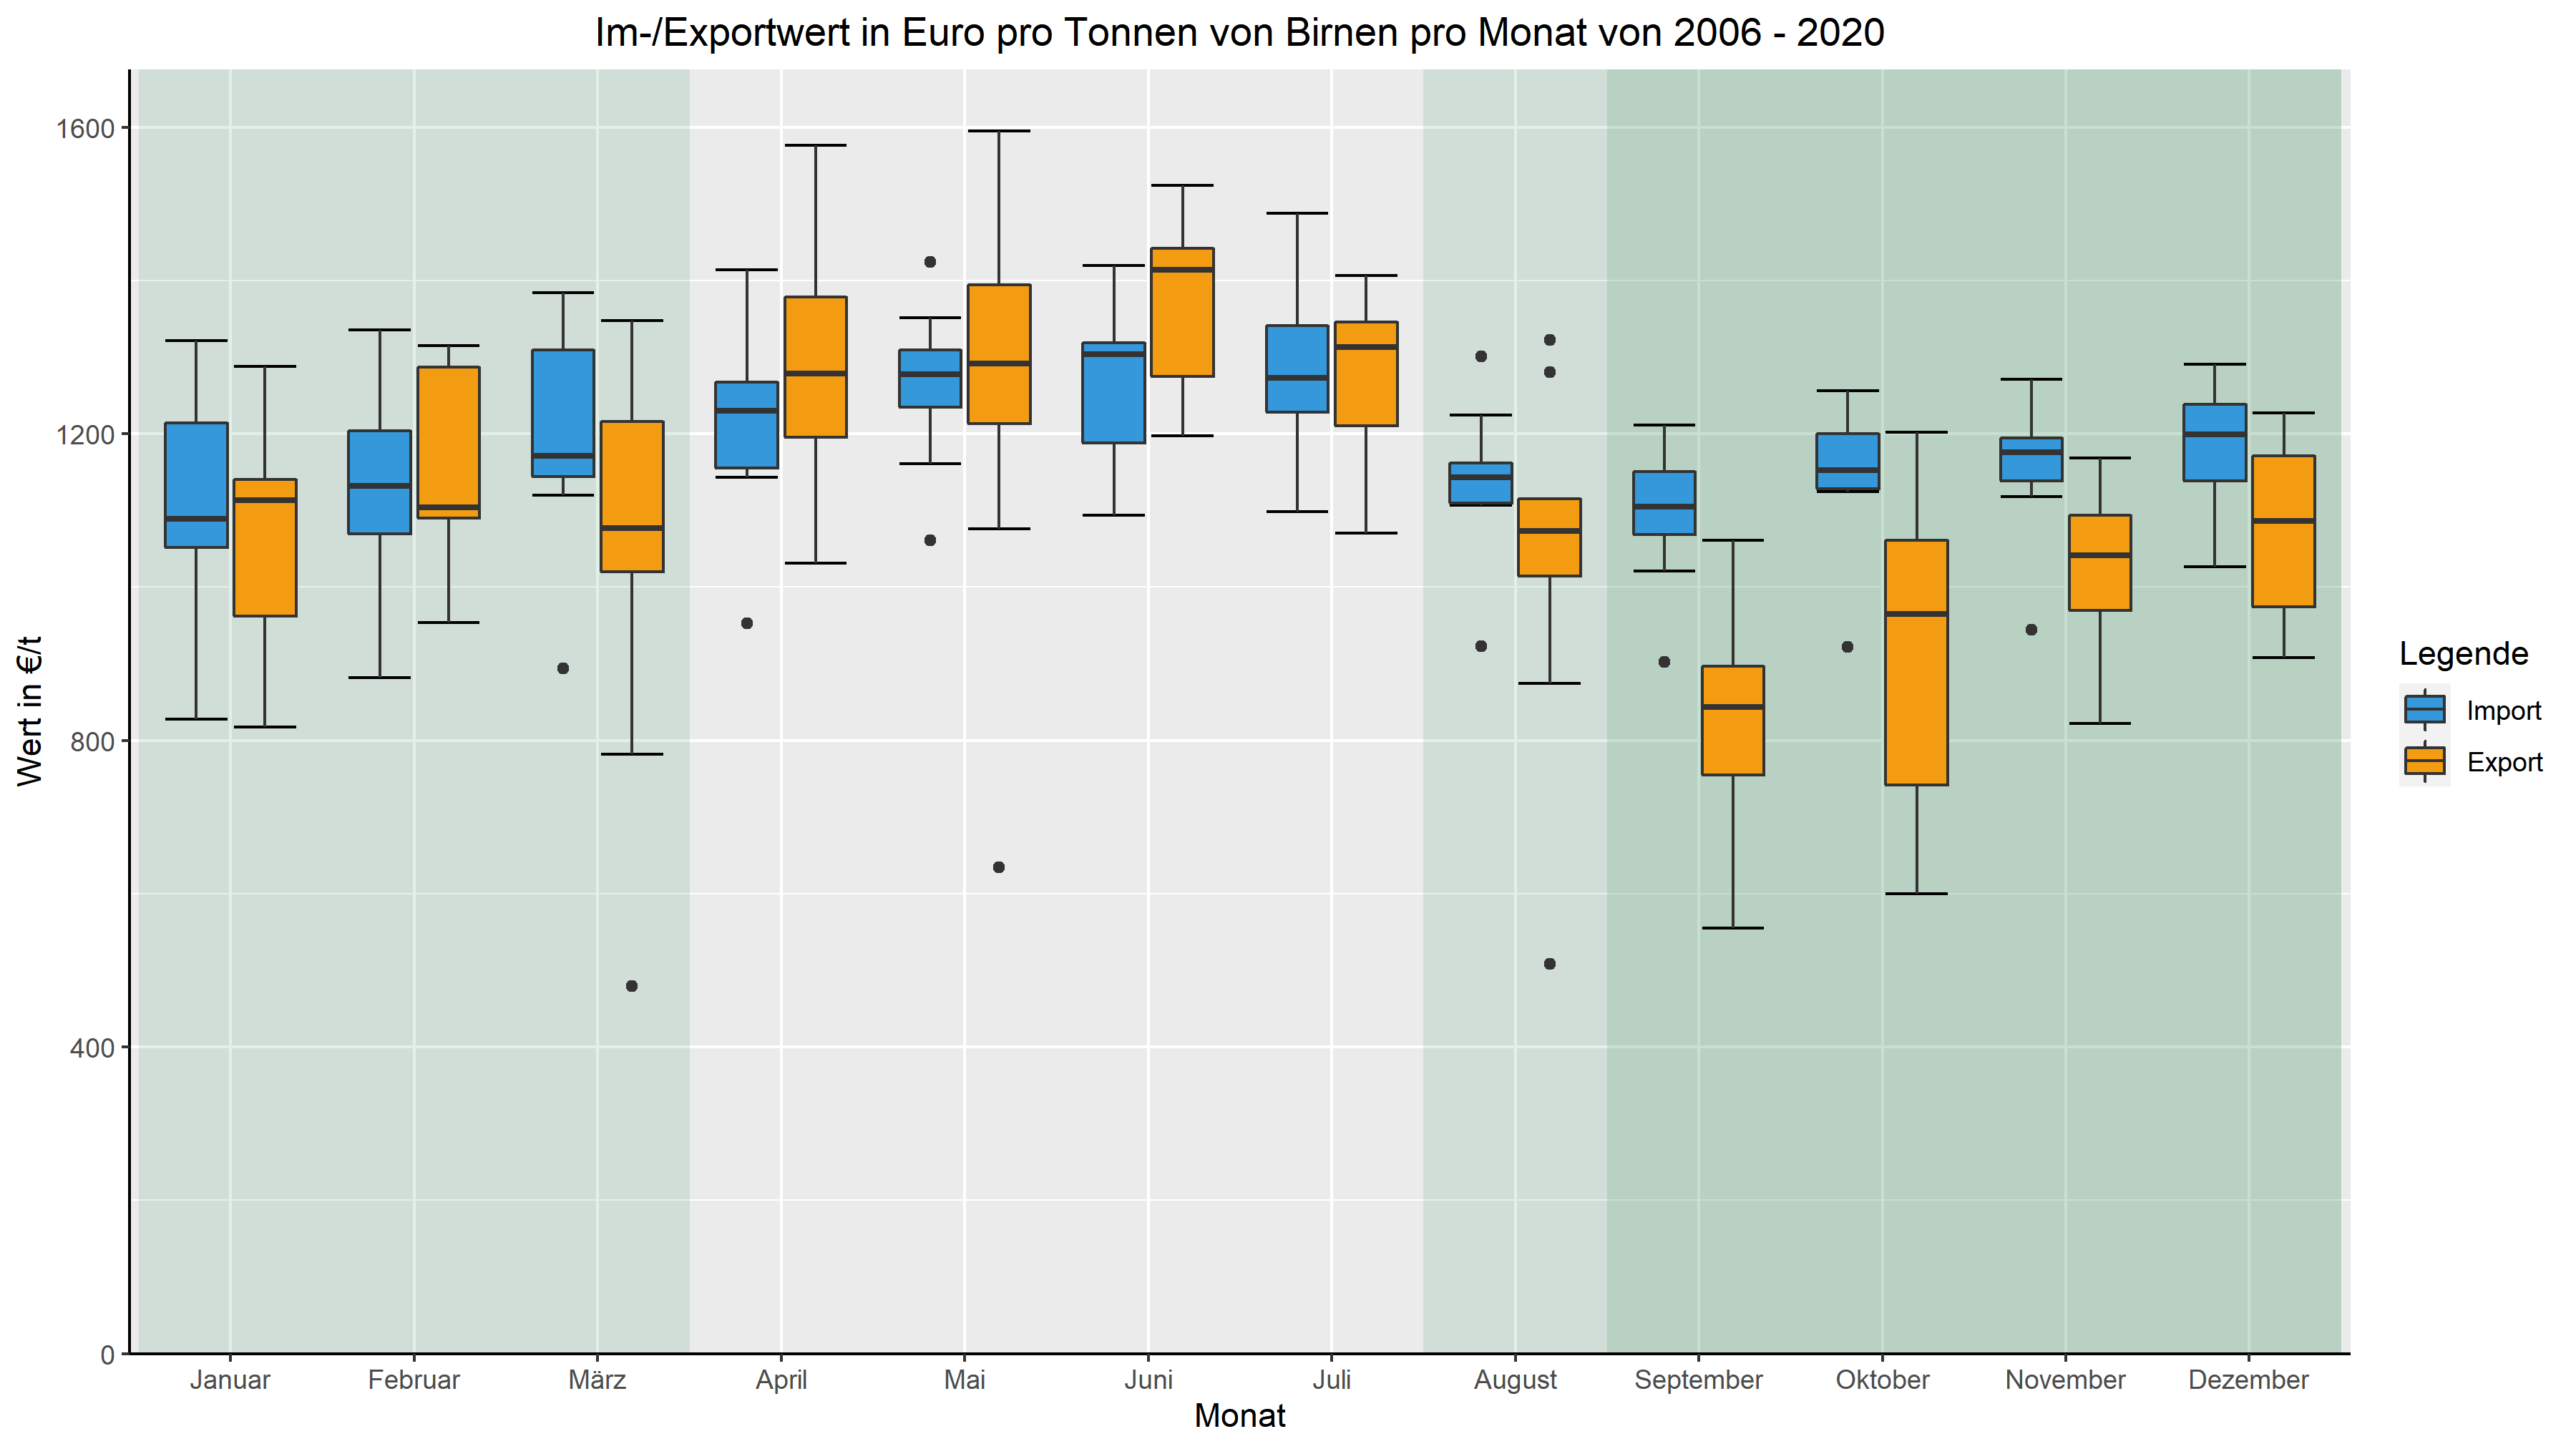 Im-/Exportwert in Euro pro Tonnen von Birnen pro Monat von 2006 - 2020
Wert in €/t
1600
1200
800
400
0
Januar Februar März April Mai Juni Juli August September Oktober November Dezember
Monat
Legende
Import
Export